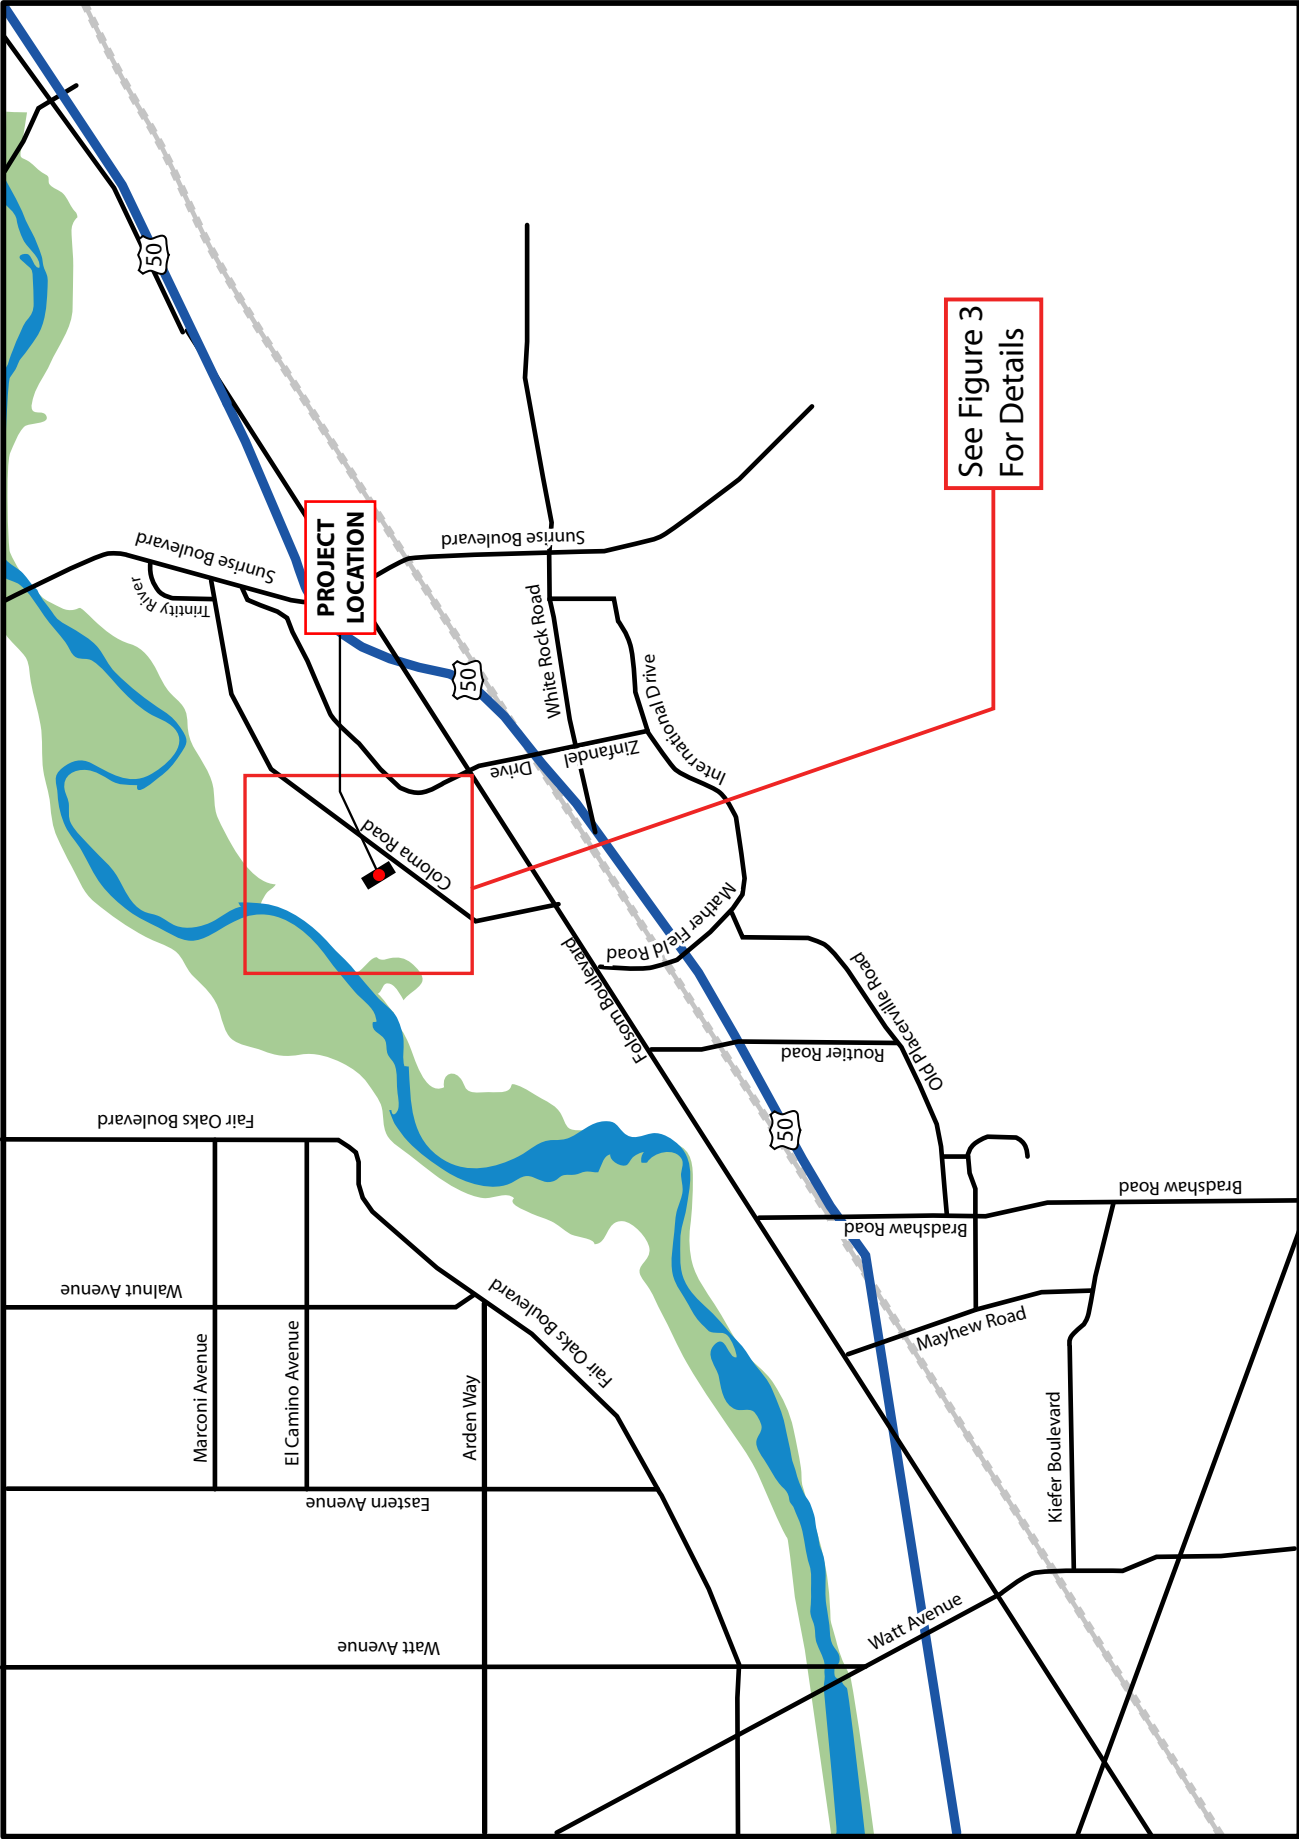 50
Sunrise Boulevard
Trintity River
PROJECT
LOCATION
Sunrise Boulevard
50
White Rock Road
International Drive
Zinfandel
Drive
See Figure 3
For Details
Coloma Road
Mather Field Road
Folsom Boulevard
Old Placerville Road
Routier Road
50
Fair Oaks Boulevard
Bradshaw Road
Bradshaw Road
Walnut Avenue
Fair Oaks Boulevard
Mayhew Road
Marconi Avenue
El Camino Avenue
Arden Way
Kiefer Boulevard
Eastern Avenue
Watt Avenue
Watt Avenue